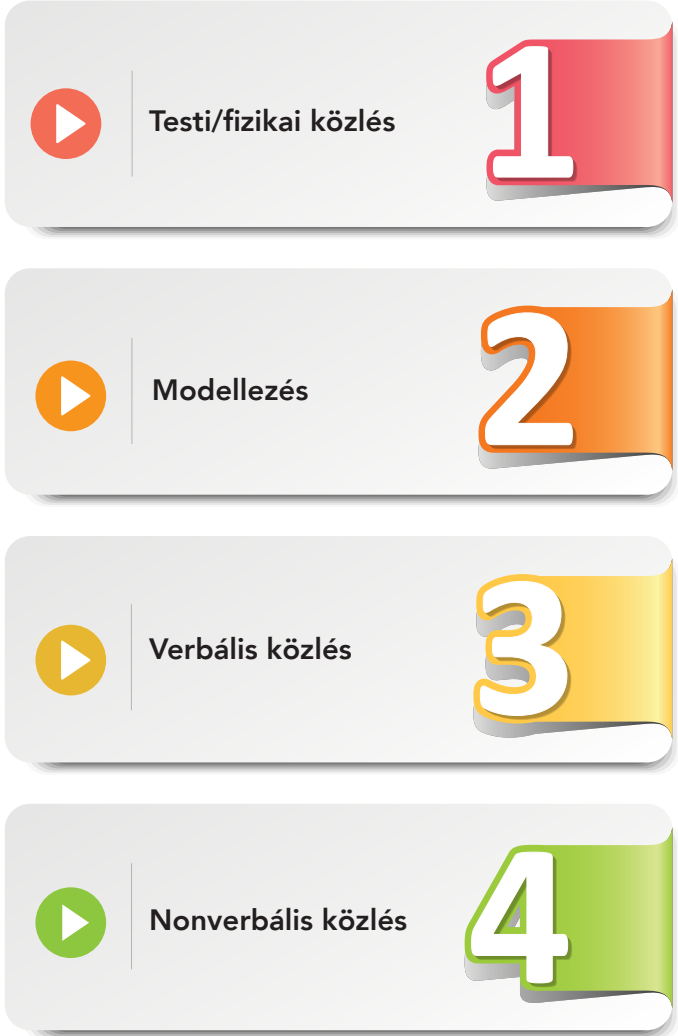 Testi/fizikai közlés
1
Modellezés
2
Verbális közlés
3
Nonverbális közlés
4